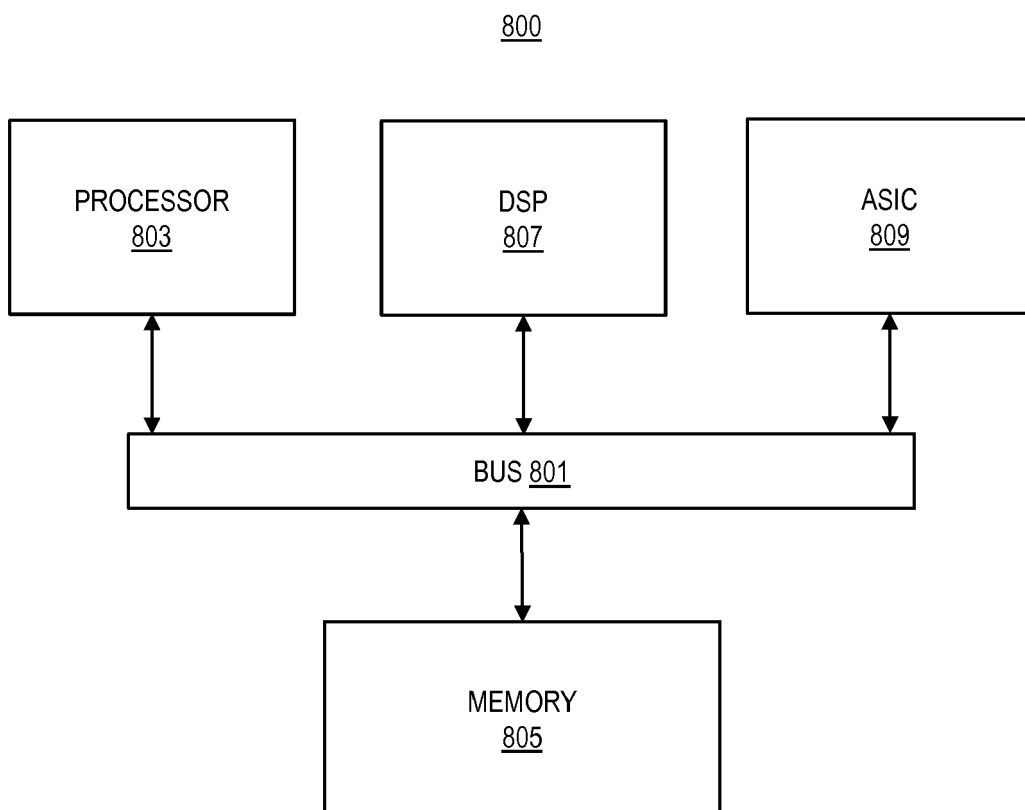 800
PROCESSOR
803
DSP
807
ASIC
809
BUS 801
MEMORY
805